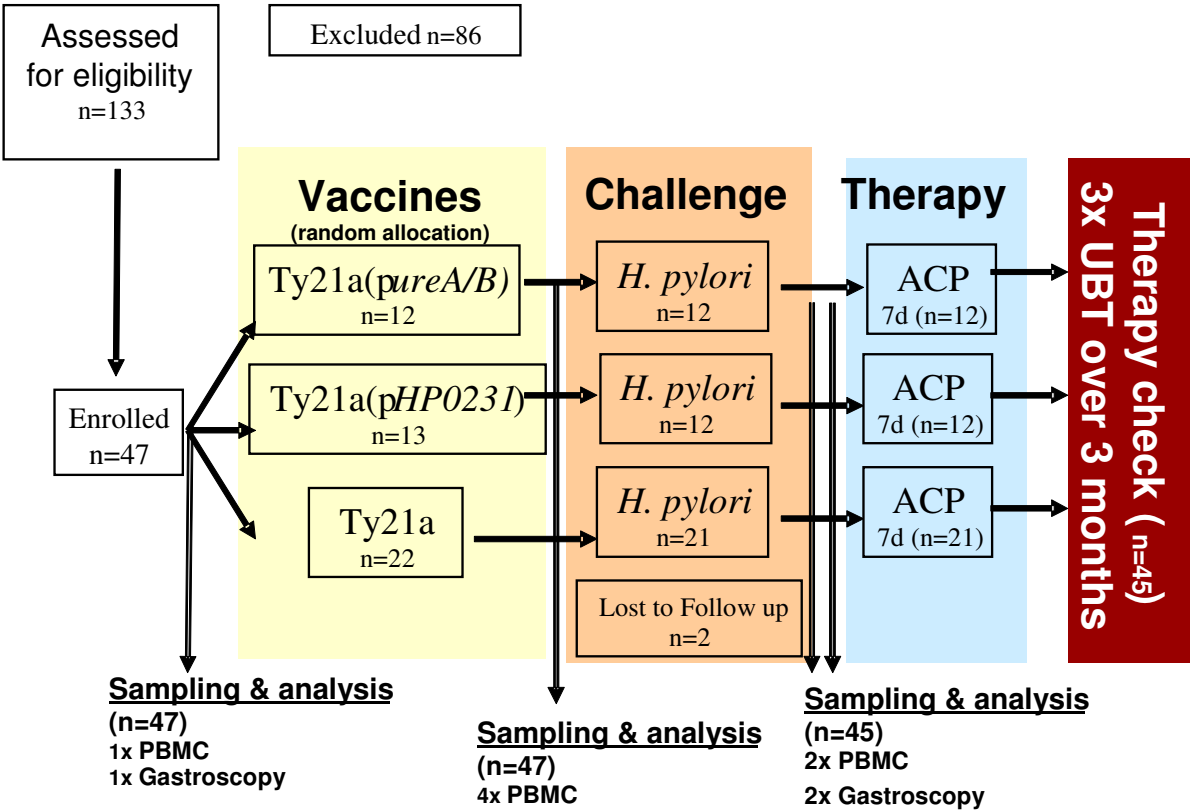 Assessed
for eligibility
n=133
Excluded n=86
Enrolled
n=47
Vaccines
(random allocation)
Ty21a(pureA/B)
n=12
Ty21a(pHP0231)
n=13
Ty21a
n=22
Challenge
H. pylori
n=12
H. pylori
n=12
H. pylori
n=21
Lost to Follow up
n=2
Therapy
ACP
7d (n=12)
ACP
7d (n=12)
ACP
7d (n=21)
Therapy check ( n=45)
3x UBT over 3 months
Sampling & analysis
(n=47)
1x PBMC
1x Gastroscopy
Sampling & analysis
(n=47)
4x PBMC
Sampling & analysis
(n=45)
2x PBMC
2x Gastroscopy